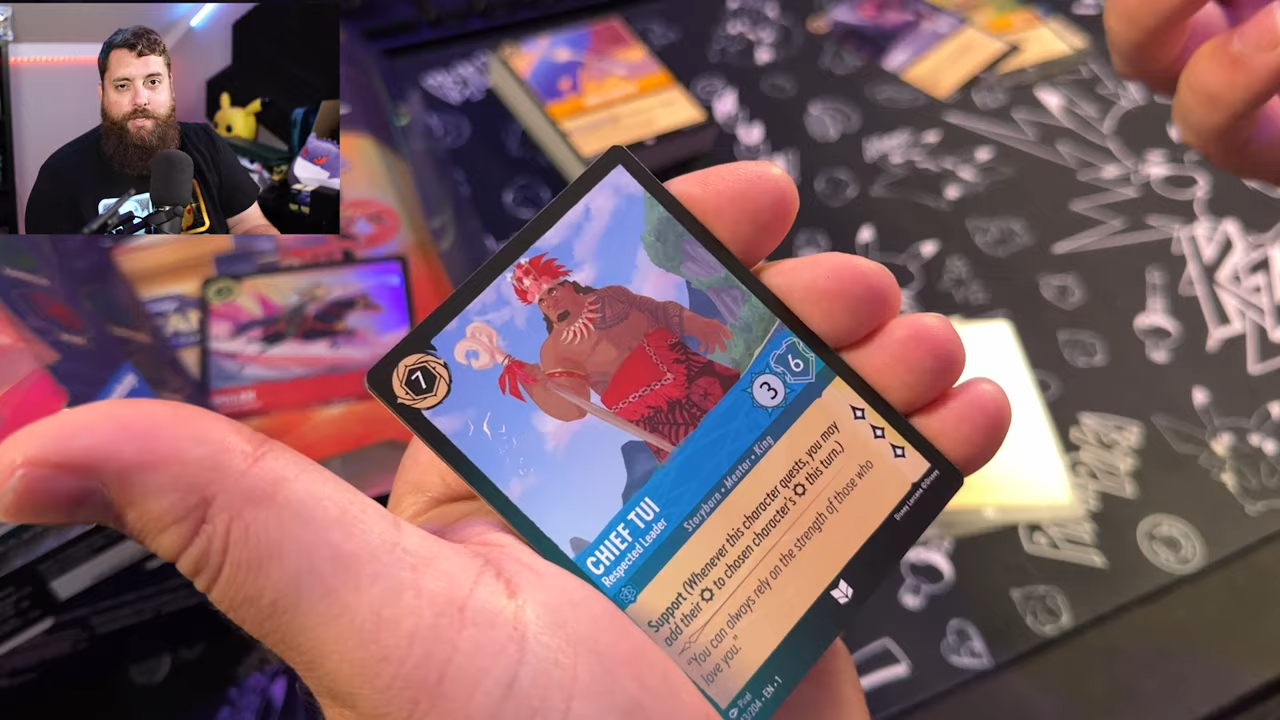 7
3
6
CHIEF TUI
Respected Leader
Storyborn • Mentor • King
Support (Whenever this character quests, you may
add their to chosen character's this turn.)
"You can always rely on the strength of those who
love you."
Pirel
/204 • EN • 1
Disney Lorcana ©Disney